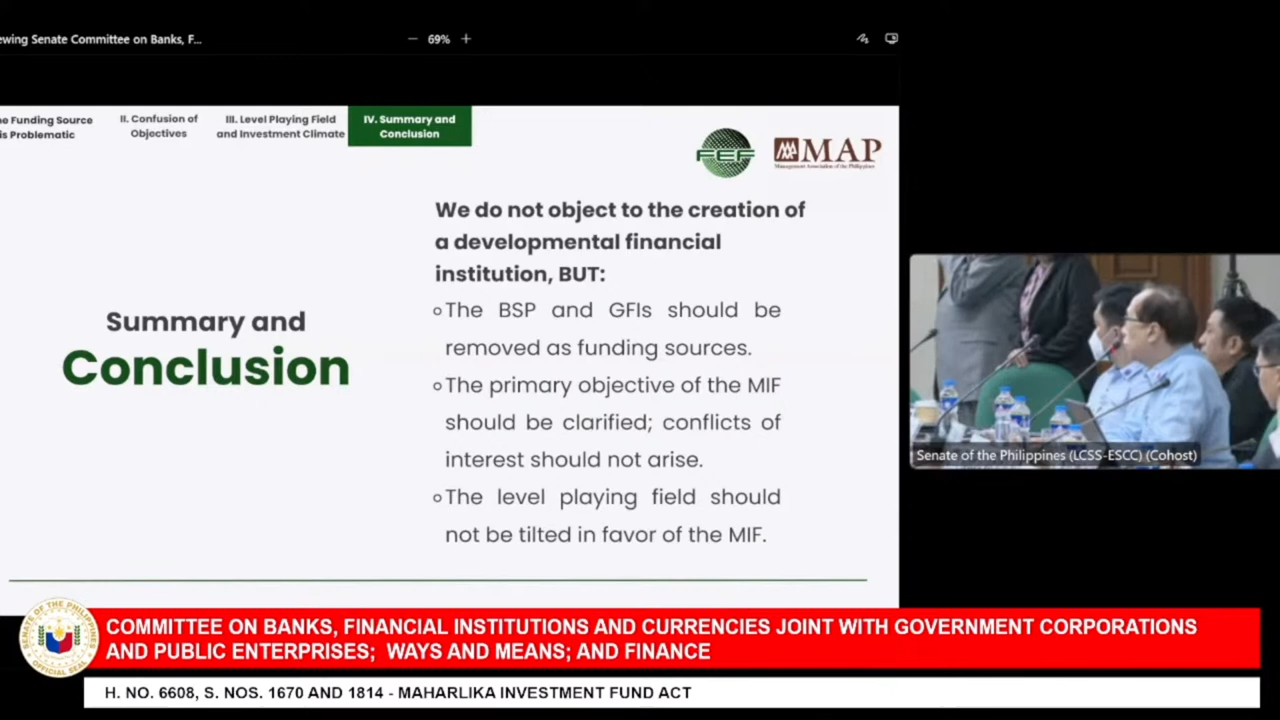 ewing Senate Committee on Banks, F...
69%
e Funding Source
is Problematic
II. Confusion of
Objectives
III. Level Playing Field
and Investment Climate
IV. Summary and
Conclusion
FEF
MAP
Management Association of the Philippines
We do not object to the creation of
a developmental financial
institution, BUT:
Summary and
Conclusion
The BSP and GFIs should be
removed as funding sources.
The primary objective of the MIF
should be clarified; conflicts of
interest should not arise.
The level playing field should
not be tilted in favor of the MIF.
Senate of the Philippines (LCSS-ESCC) (Cohost)
SENATE OF THE PHILIPPINES
OFFICIAL SEAL
COMMITTEE ON BANKS, FINANCIAL INSTITUTIONS AND CURRENCIES JOINT WITH GOVERNMENT CORPORATIONS
AND PUBLIC ENTERPRISES; WAYS AND MEANS; AND FINANCE
H. NO. 6608, S. NOS. 1670 AND 1814 - MAHARLIKA INVESTMENT FUND ACT